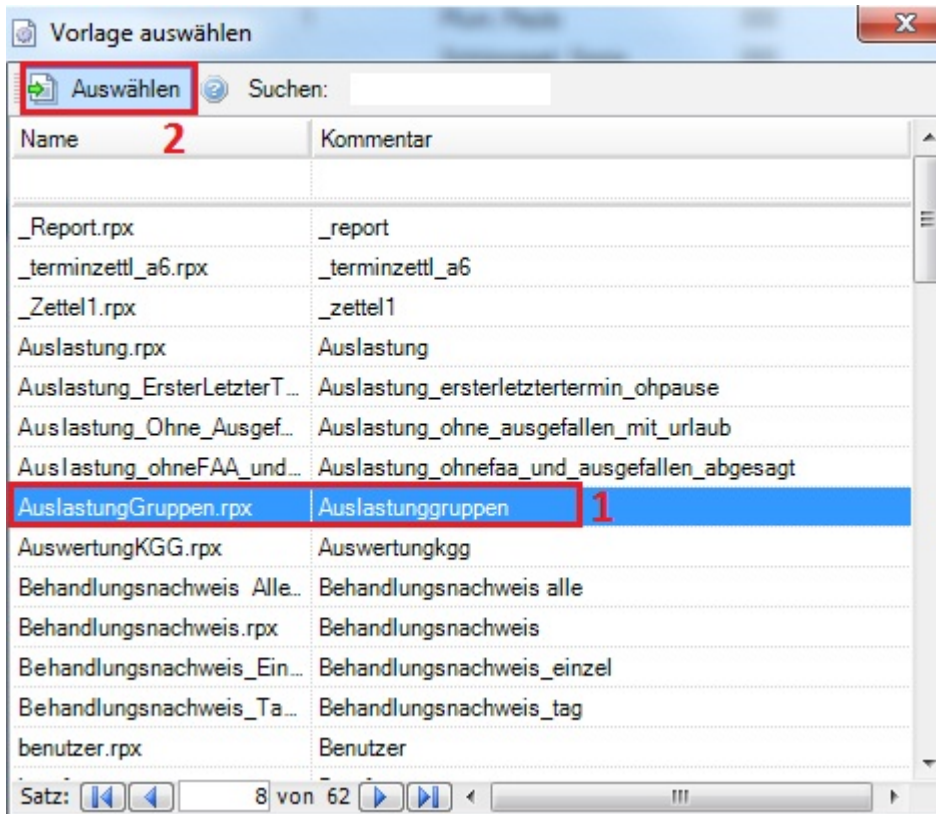 Vorlage auswählen
Auswählen Suchen:
2
Name Kommentar
_Report.rpx _report
_terminzettl_a6.rpx _terminzettl_a6
_Zettel1.rpx _zettel1
Auslastung.rpx Auslastung
Auslastung_ErsterLetzterT... Auslastung_ersterletztertermin_ohpause
Auslastung_Ohne_Ausgef... Auslastung_ohne_ausgefallen_mit_urlaub
Auslastung_ohneFAA_und... Auslastung_ohnefaa_und_ausgefallen_abgesagt
AuslastungGruppen.rpx Auslastunggruppen 1
AuswertungKGG.rpx Auswertungkgg
Behandlungsnachweis Alle... Behandlungsnachweis alle
Behandlungsnachweis.rpx Behandlungsnachweis
Behandlungsnachweis_Ein... Behandlungsnachweis_einzel
Behandlungsnachweis_Ta... Behandlungsnachweis_tag
benutzer.rpx Benutzer
Satz: 8 von 62